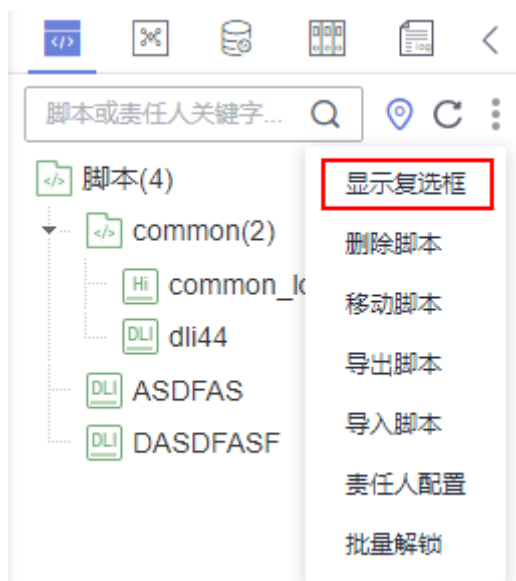 </>
log
脚本或责任人关键字...
</> 脚本(4)
显示复选框
</> common(2)
删除脚本
Hi common_lo
移动脚本
DLI dli44
导出脚本
DLI ASDFAS
导入脚本
DLI DASDFASF
责任人配置
批量解锁